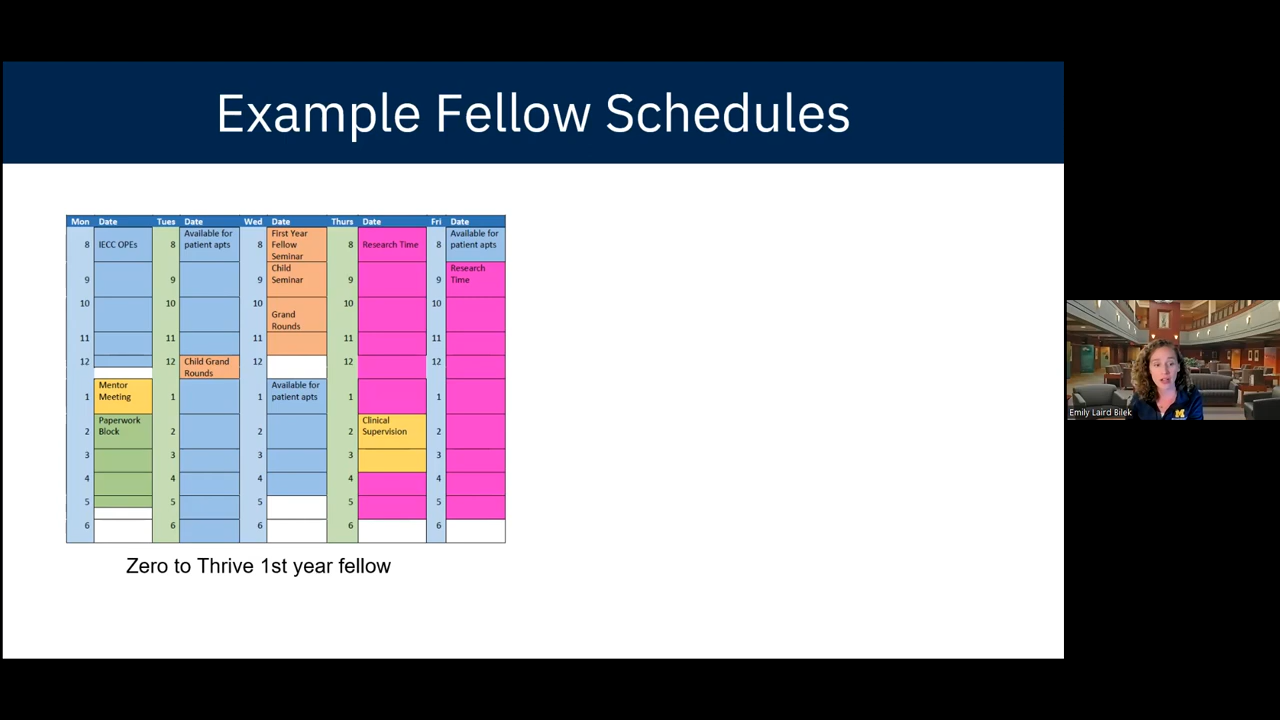 Example Fellow Schedules
Mon Date Tues Date Wed Date Thurs Date Fri Date
8 IECC OPEs 8 Available for patient apts 8 First Year Fellow Seminar 8 Research Time 8 Available for patient apts
9 9 9 Child Seminar 9 9 Research Time
10 10 10 Grand Rounds 10 10
11 11 11 11 11
12 12 Child Grand Rounds 12 12 12
1 Mentor Meeting 1 1 Available for patient apts 1 1
2 Paperwork Block 2 2 2 Clinical Supervision 2
3 3 3 3 3
4 4 4 4 4
5 5 5 5 5
6 6 6 6 6
Zero to Thrive 1st year fellow
Emily Laird Bilek
M